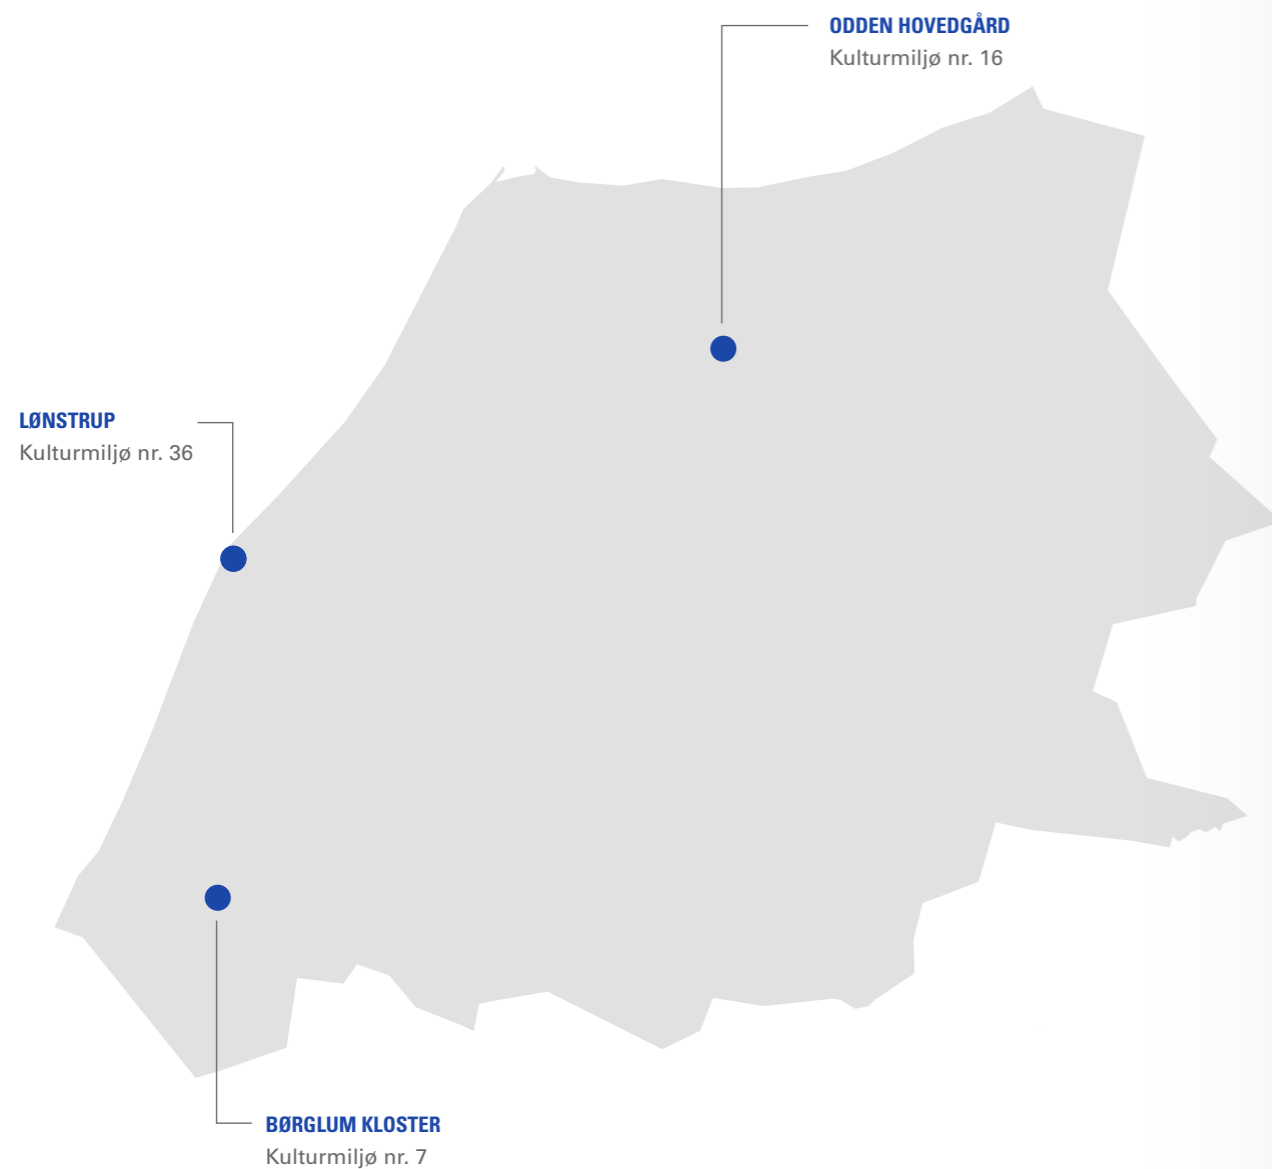 ODDEN HOVEDGÅRD
Kulturmiljø nr. 16
LØNSTRUP
Kulturmiljø nr. 36
BØRGLUM KLOSTER
Kulturmiljø nr. 7